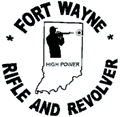 * FORT WAYNE *
HIGH POWER
RIFLE AND REVOLVER